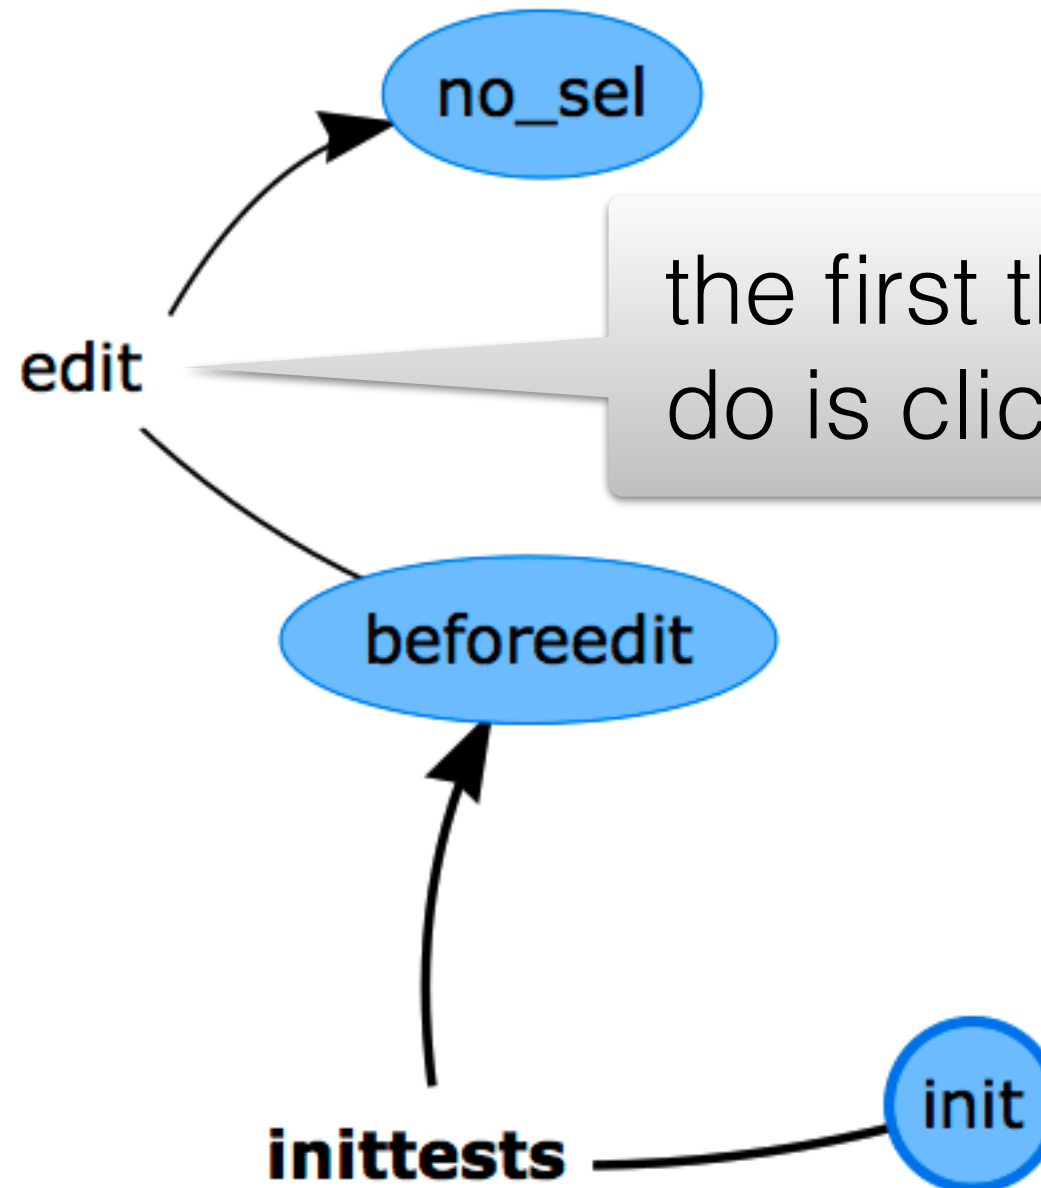 no_sel
the first t
do is clic
edit
beforeedit
init
inittests